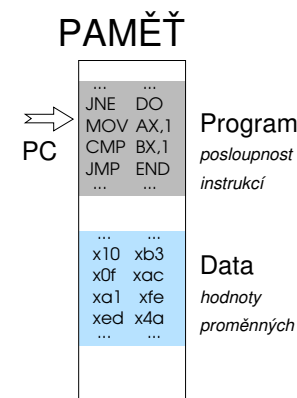 PAMĚŤ
... ...
JNE DO
MOV AX,1
CMP BX,1
JMP END
... ...
PC
Program
posloupnost
instrukcí
... ...
x10 xb3
x0f xac
xa1 xfe
xed x4a
... ...
Data
hodnoty
proměnných